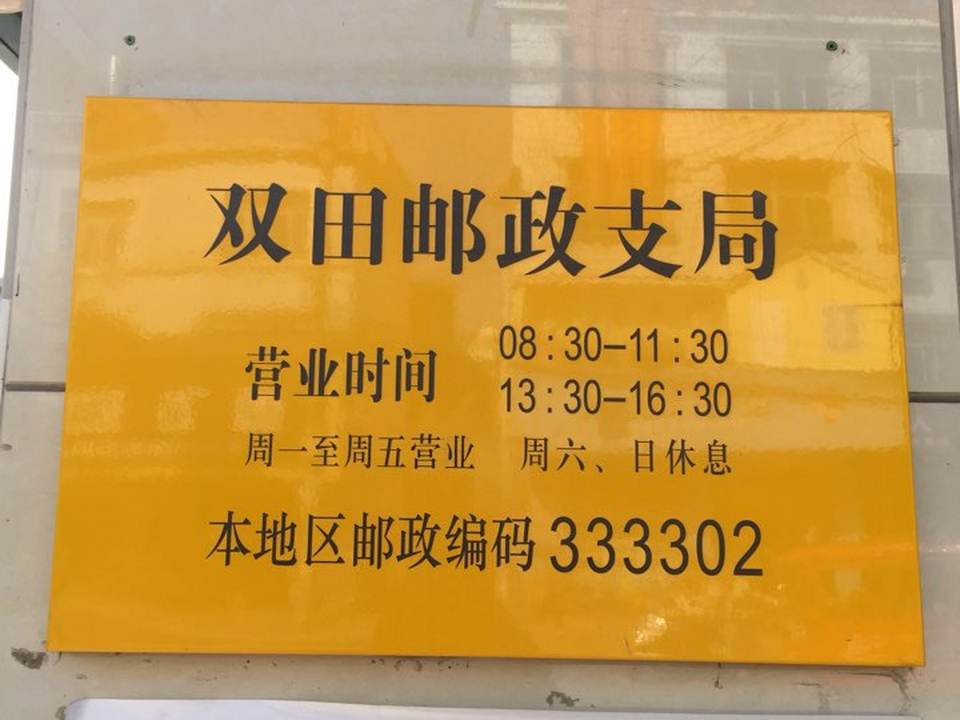 双田邮政支局
营业时间 08:30-11:30
13:30-16:30
周一至周五营业 周六、日休息
本地区邮政编码 333302